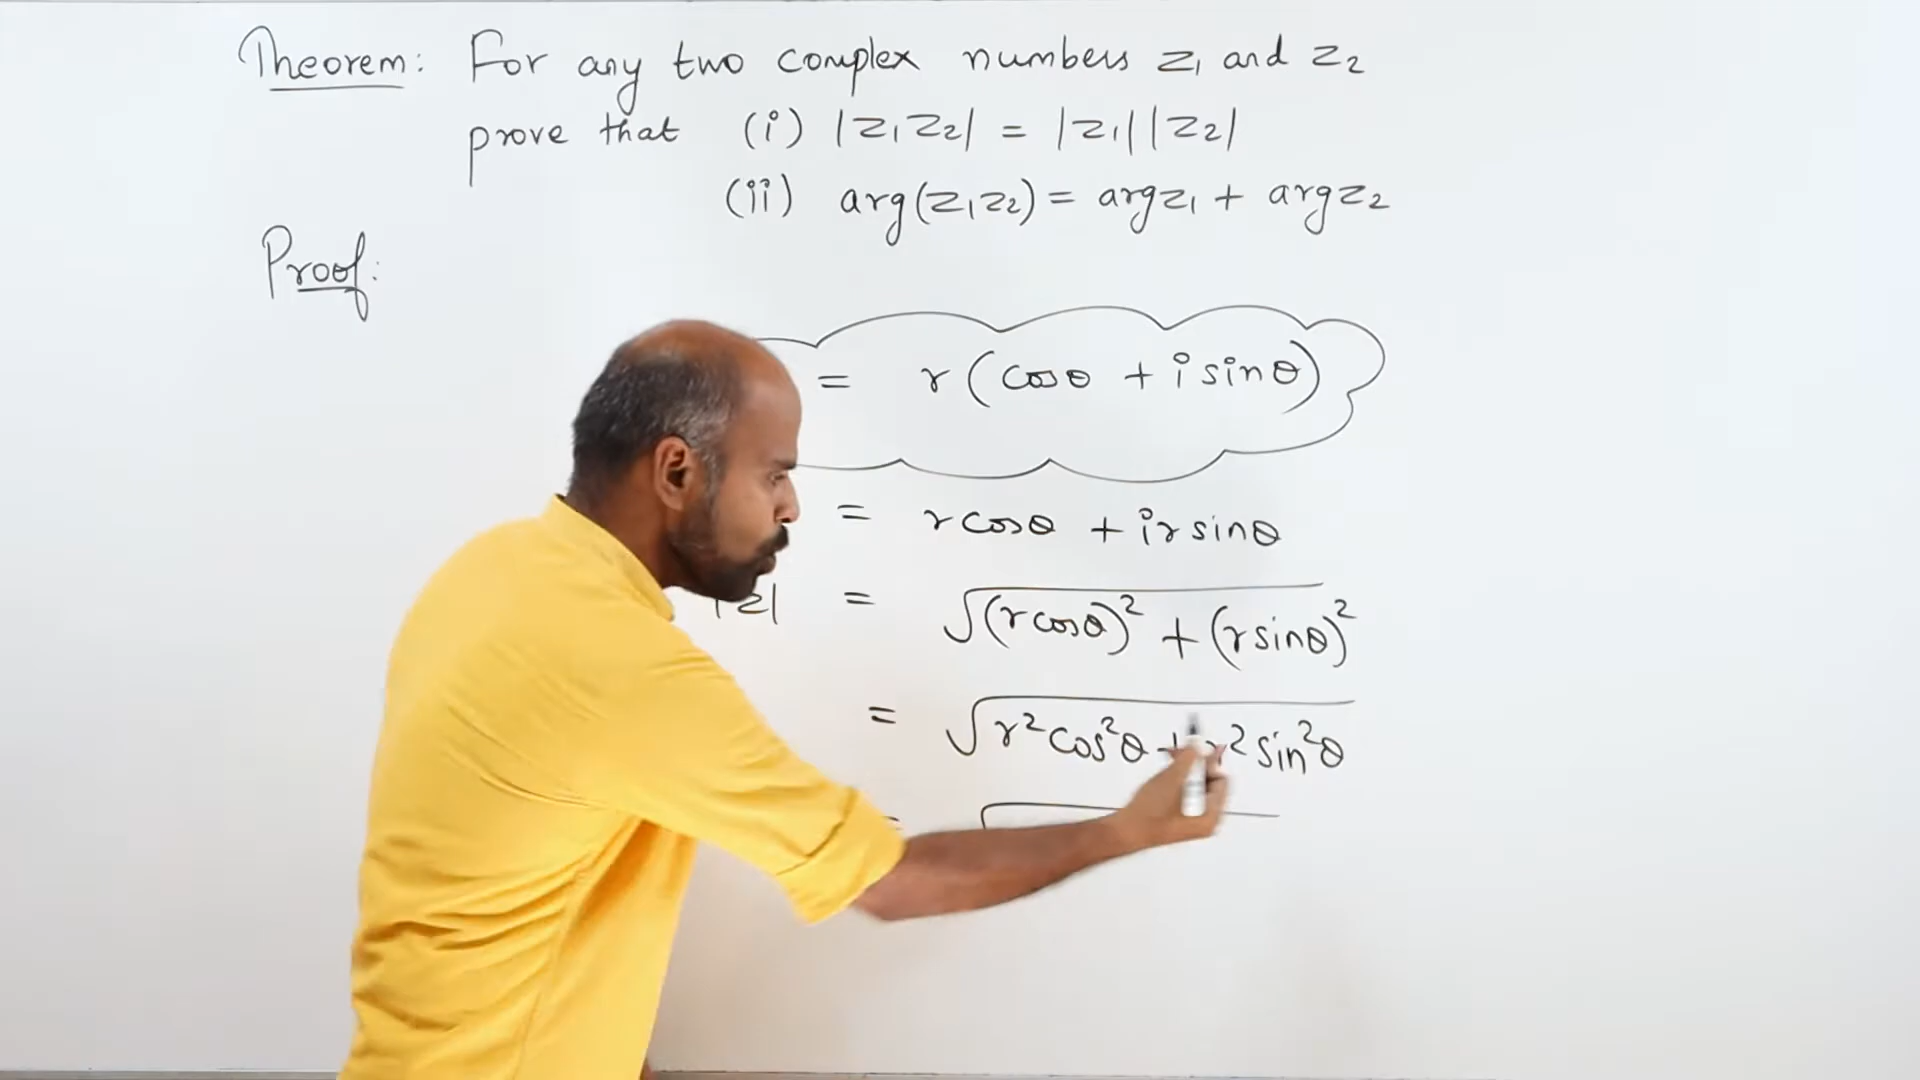 Theorem: For any two complex numbers z₁ and z₂
prove that (i) |z₁z₂| = |z₁||z₂|
(ii) arg(z₁z₂) = argz₁ + argz₂
Proof:
= r(cosθ + isinθ)
= rcosθ + irsinθ
|z| = √(rcosθ)² + (rsinθ)²
= √r²cos²θ + r²sin²θ